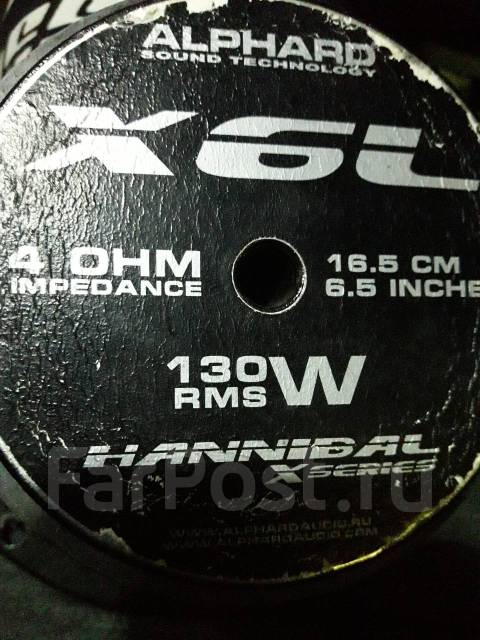 ALPHARD
SOUND TECHNOLOGY
X6L
4 OHM
IMPEDANCE
16.5 CM
6.5 INCHE
130 W
RMS
HANNIBAL
X SERIES
FarPost.ru
WWW.ALPHARDAUDIO.RU
WWW.ALPHARDAUDIO.COM